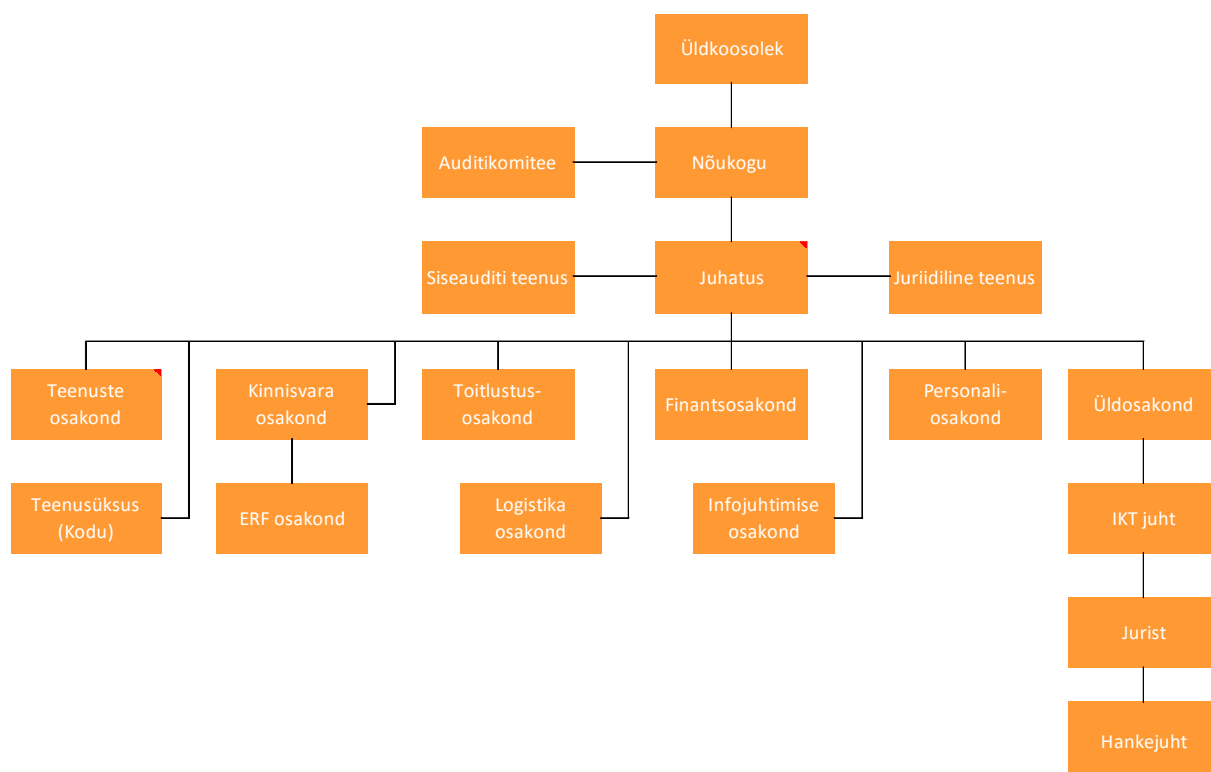 Üldkoosolek
Auditikomitee
Nõukogu
Siseauditi teenus
Juhatus
Juriidiline teenus
Teenuste
osakond
Kinnisvara
osakond
Toitlustus-
osakond
Finantsosakond
Personali-
osakond
Üldosakond
Teenusüksus
(Kodu)
ERF osakond
Logistika
osakond
Infojuhtimise
osakond
IKT juht
Jurist
Hankejuht